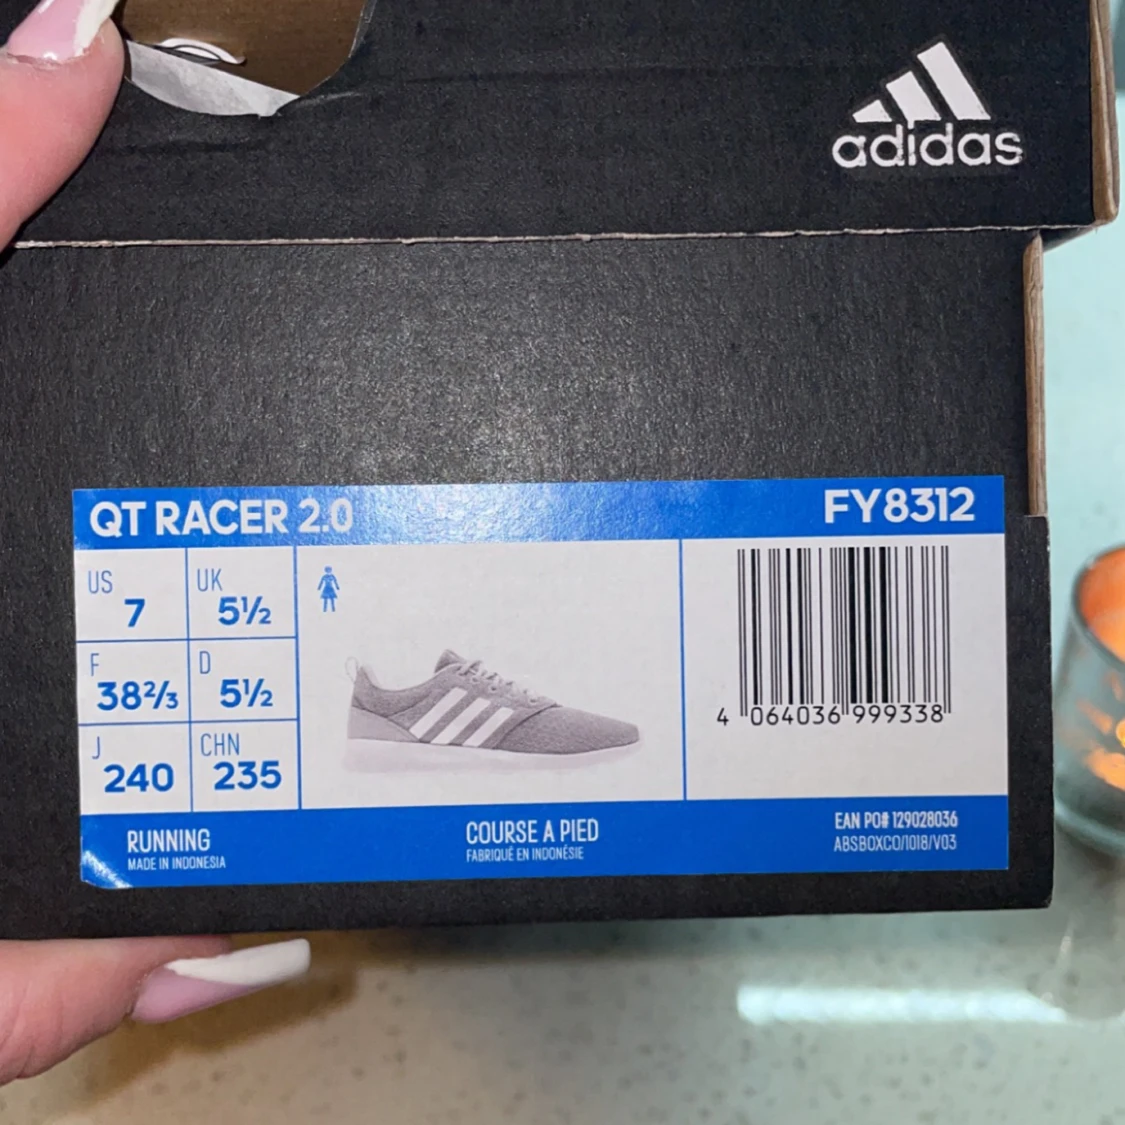 adidas
QT RACER 2.0
FY8312
US
7
UK
5½
F
38⅔
D
5½
J
240
CHN
235
4 064036 999338
RUNNING
MADE IN INDONESIA
COURSE A PIED
FABRIQUÉ EN INDONÉSIE
EAN PO# 129028036
ABSBOXCO/1018/V03